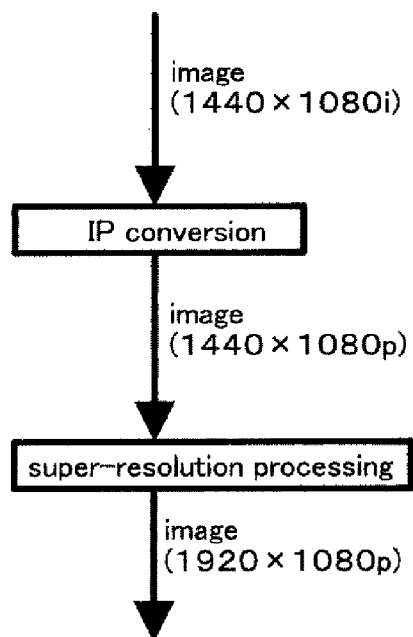 image
(1440×1080i)
IP conversion
image
(1440×1080p)
super-resolution processing
image
(1920×1080p)